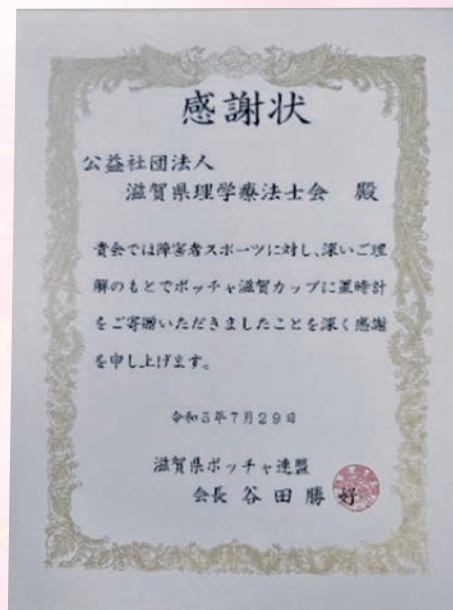 感謝状
公益社団法人
滋賀県理学療法士会 殿
貴会では障害者スポーツに対し、深いご理
解のもとでボッチャ滋賀カップに置時計
をご寄贈いただきましたことを深く感謝
を申し上げます。
令和5年7月29日
滋賀県ボッチャ連盟
会長 谷田勝好